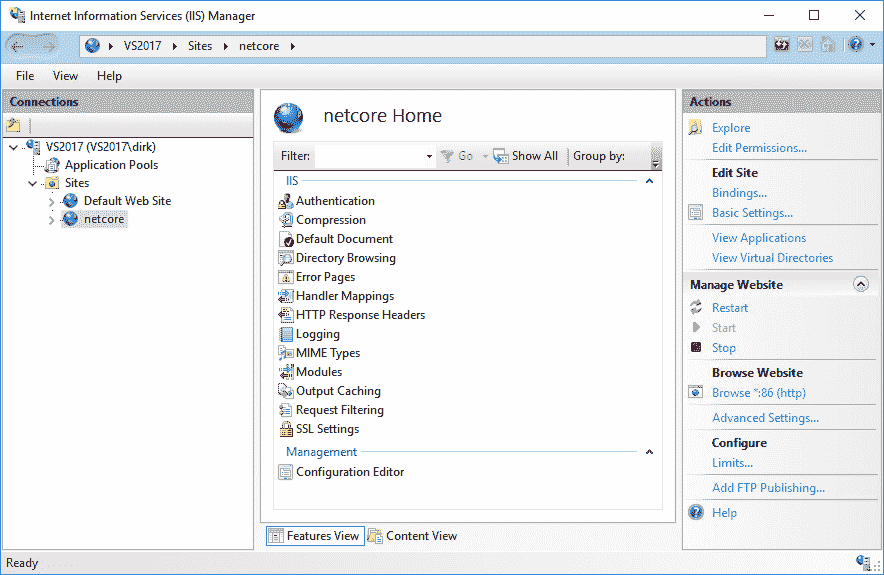 Internet Information Services (IIS) Manager
VS2017 Sites netcore
File View Help
Connections
VS2017 (VS2017\dirk)
Application Pools
Sites
Default Web Site
netcore
netcore Home
Filter: Go Show All Group by:
IIS
Authentication
Compression
Default Document
Directory Browsing
Error Pages
Handler Mappings
HTTP Response Headers
Logging
MIME Types
Modules
Output Caching
Request Filtering
SSL Settings
Management
Configuration Editor
Features View Content View
Actions
Explore
Edit Permissions...
Edit Site
Bindings...
Basic Settings...
View Applications
View Virtual Directories
Manage Website
Restart
Start
Stop
Browse Website
Browse *:86 (http)
Advanced Settings...
Configure
Limits...
Add FTP Publishing...
Help
Ready